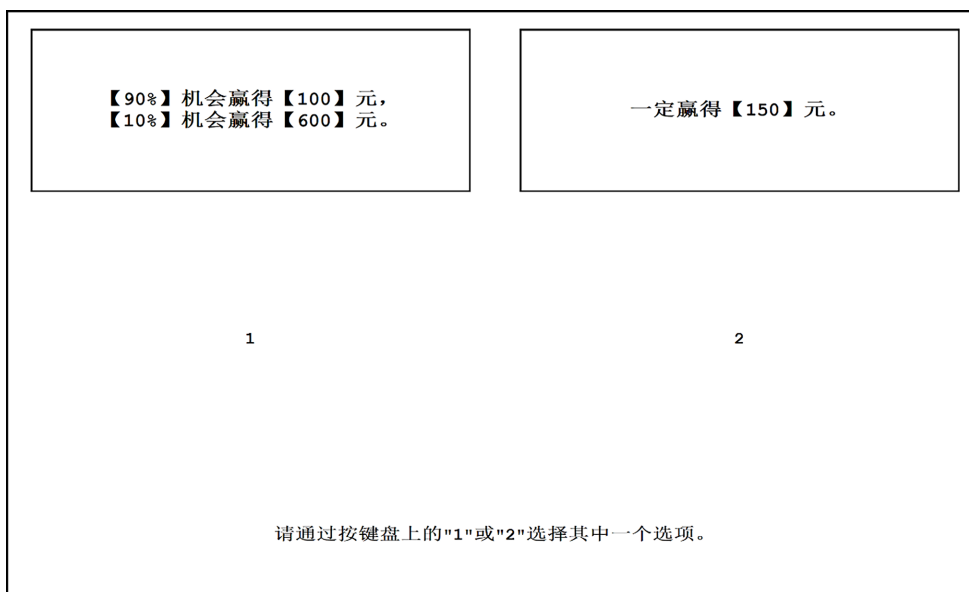 【90%】机会赢得【100】元，
【10%】机会赢得【600】元。
一定赢得【150】元。
1
2
请通过按键盘上的"1"或"2"选择其中一个选项。